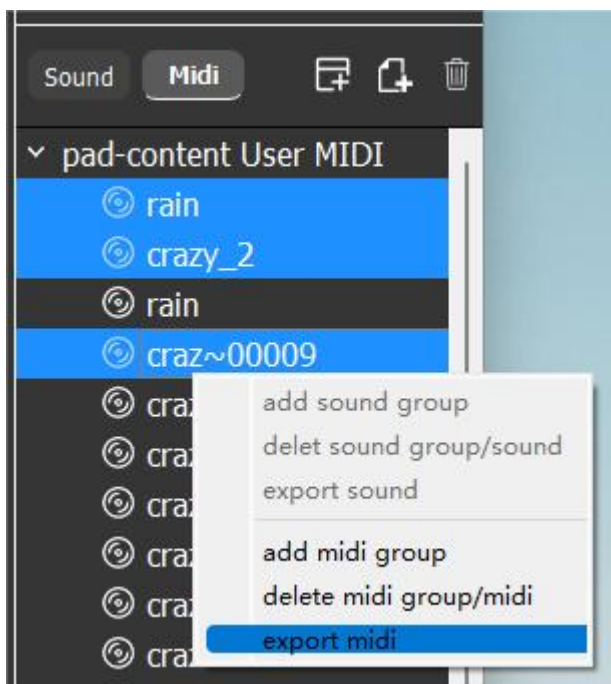 Sound Midi
pad-content User MIDI
rain
crazy_2
rain
craz~00009
add sound group
delet sound group/sound
export sound
add midi group
delete midi group/midi
export midi